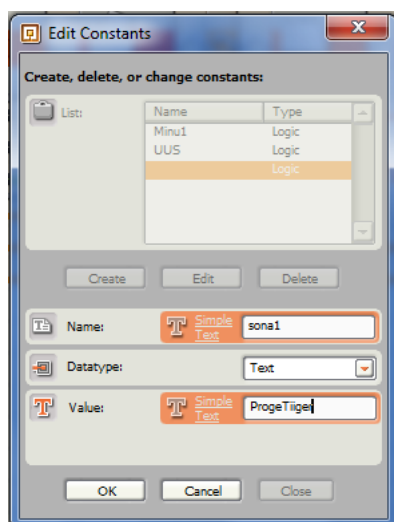 Edit Constants
Create, delete, or change constants:
List:
Name Type
Minu1 Logic
UUS Logic
Logic
Create Edit Delete
Name: T Simple Text sona1
Datatype: Text
Value: T Simple Text ProgeTiiger
OK Cancel Close